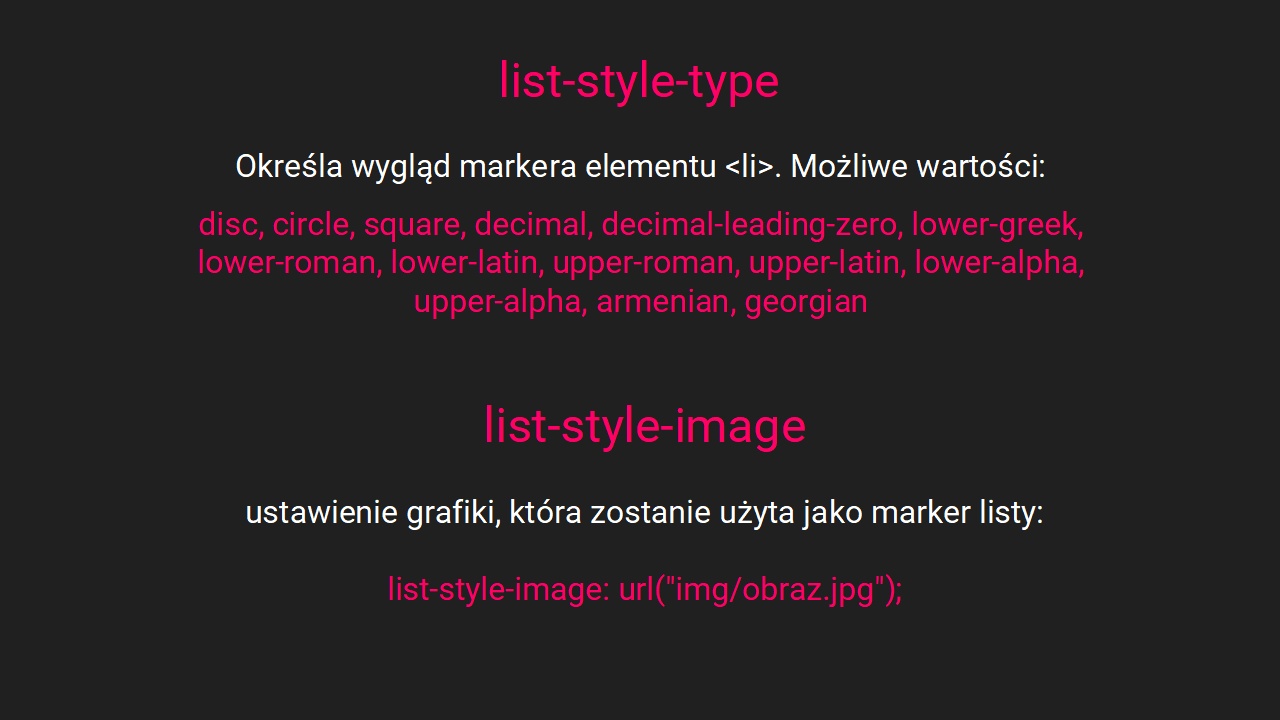 list-style-type
Określa wygląd markera elementu <li>. Możliwe wartości:
disc, circle, square, decimal, decimal-leading-zero, lower-greek,
lower-roman, lower-latin, upper-roman, upper-latin, lower-alpha,
upper-alpha, armenian, georgian
list-style-image
ustawienie grafiki, która zostanie użyta jako marker listy:
list-style-image: url("img/obraz.jpg");